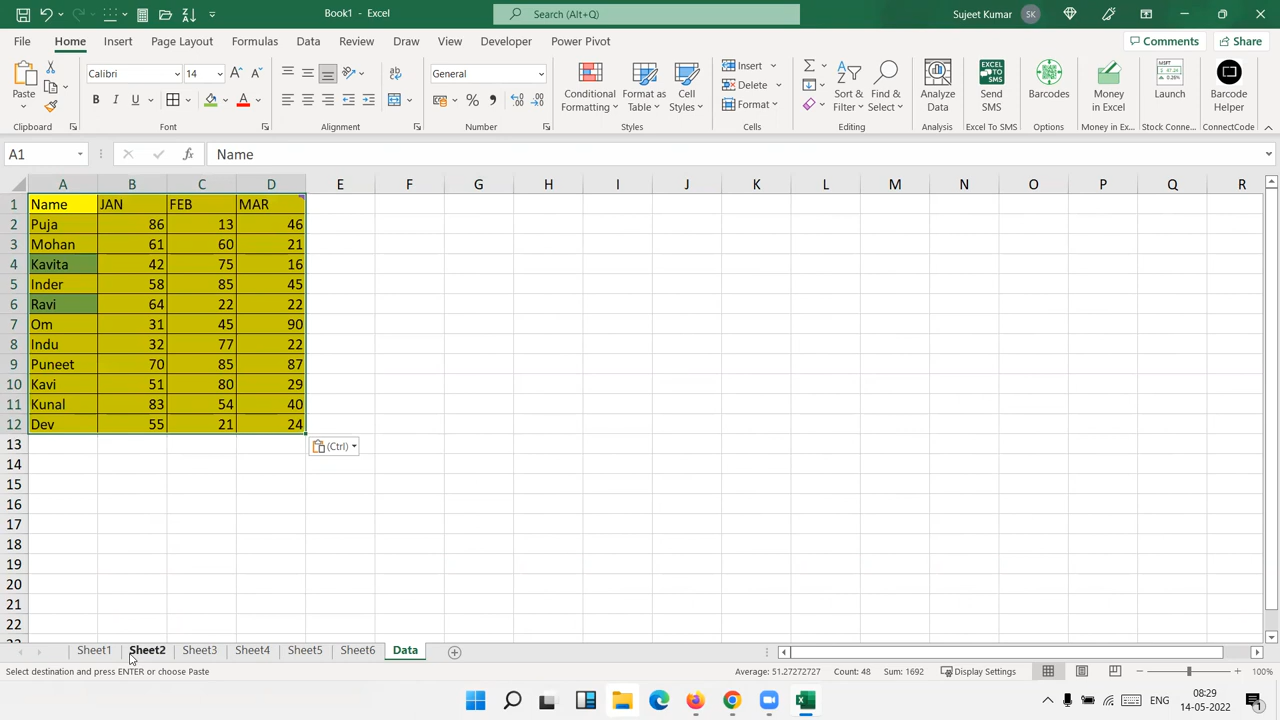 Book1 - Excel
Search (Alt+Q)
Sujeet Kumar
SK
File Home Insert Page Layout Formulas Data Review View Draw Developer Power Pivot
Comments
Share
Paste
Clipboard
Calibri 14
B I U
Font
Alignment
General
Number
Conditional Formatting
Format as Table
Cell Styles
Styles
Insert
Delete
Format
Cells
Sort & Filter
Find & Select
Editing
Analyze Data
Analysis
EXCEL TO SMS
Send SMS
Excel To SMS
Barcodes
Options
Money in Excel
Money in Ex...
MSFT
Launch
Stock Connec...
Barcode Helper
ConnectCode
A1
fx
Name
A B C D E F G H I J K L M N O P Q R
1 Name JAN FEB MAR
2 Puja 86 13 46
3 Mohan 61 60 21
4 Kavita 42 75 16
5 Inder 58 85 45
6 Ravi 64 22 22
7 Om 31 45 90
8 Indu 32 77 22
9 Puneet 70 85 87
10 Kavi 51 80 29
11 Kunal 83 54 40
12 Dev 55 21 24
13
(Ctrl)
14
15
16
17
18
19
20
21
22
Sheet1 Sheet2 Sheet3 Sheet4 Sheet5 Sheet6 Data
Select destination and press ENTER or choose Paste
Average: 51.27272727 Count: 48 Sum: 1692
Display Settings
100%
ENG
08:29
14-05-2022